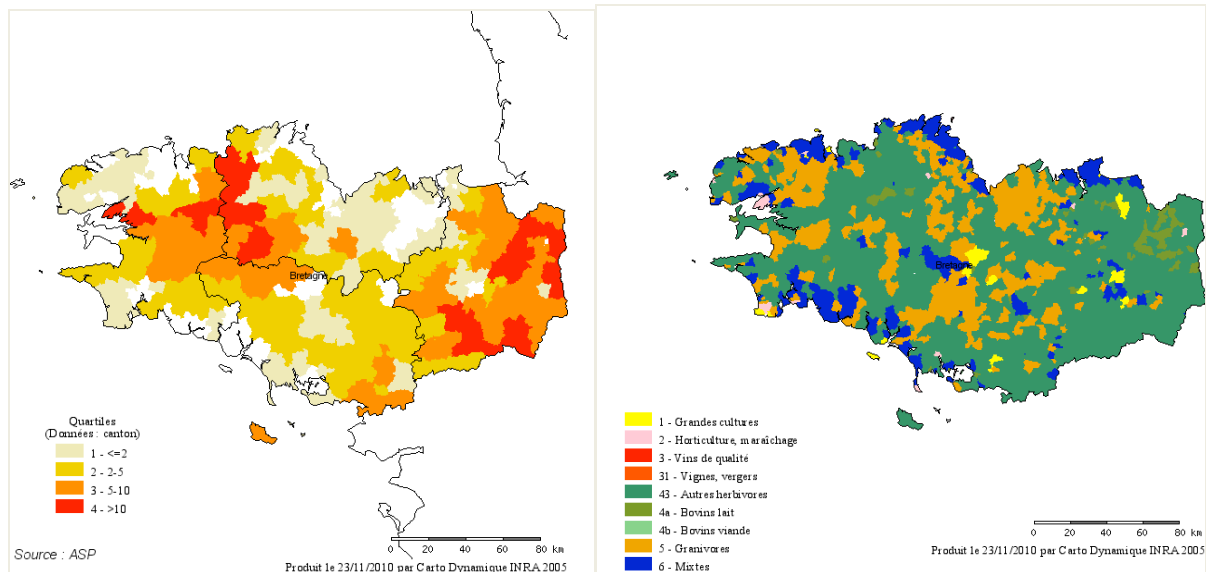 Bretagne
Quartiles
(Données : canton)
1 - <=2
2 - 2-5
3 - 5-10
4 - >10
Source : ASP
0 20 40 60 80 km
Produit le 23/11/2010 par Carto Dynamique INRA 2005
Bretagne
1 - Grandes cultures
2 - Horticulture, maraîchage
3 - Vins de qualité
31 - Vignes, vergers
43 - Autres herbivores
4a - Bovins lait
4b - Bovins viande
5 - Granivores
6 - Mixtes
0 20 40 60 80 km
Produit le 23/11/2010 par Carto Dynamique INRA 2005